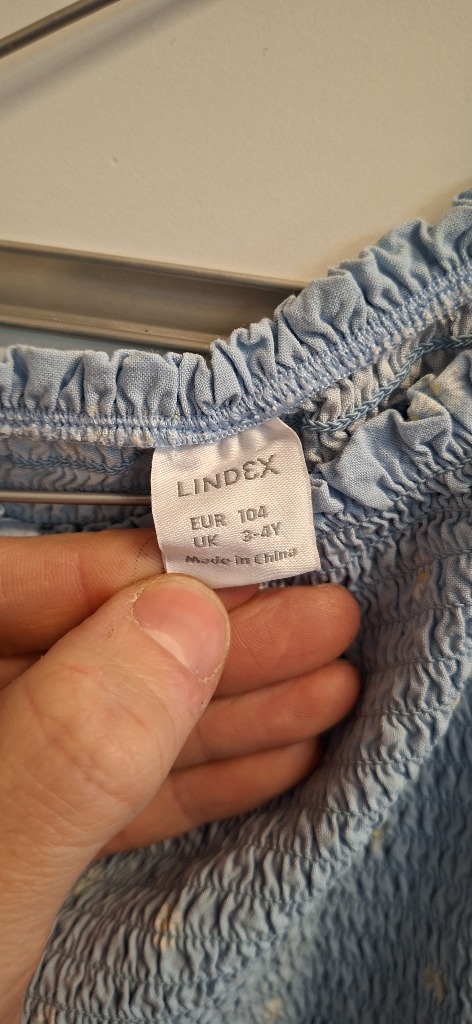 LINDEX
EUR 104
UK 3-4Y
Made in China